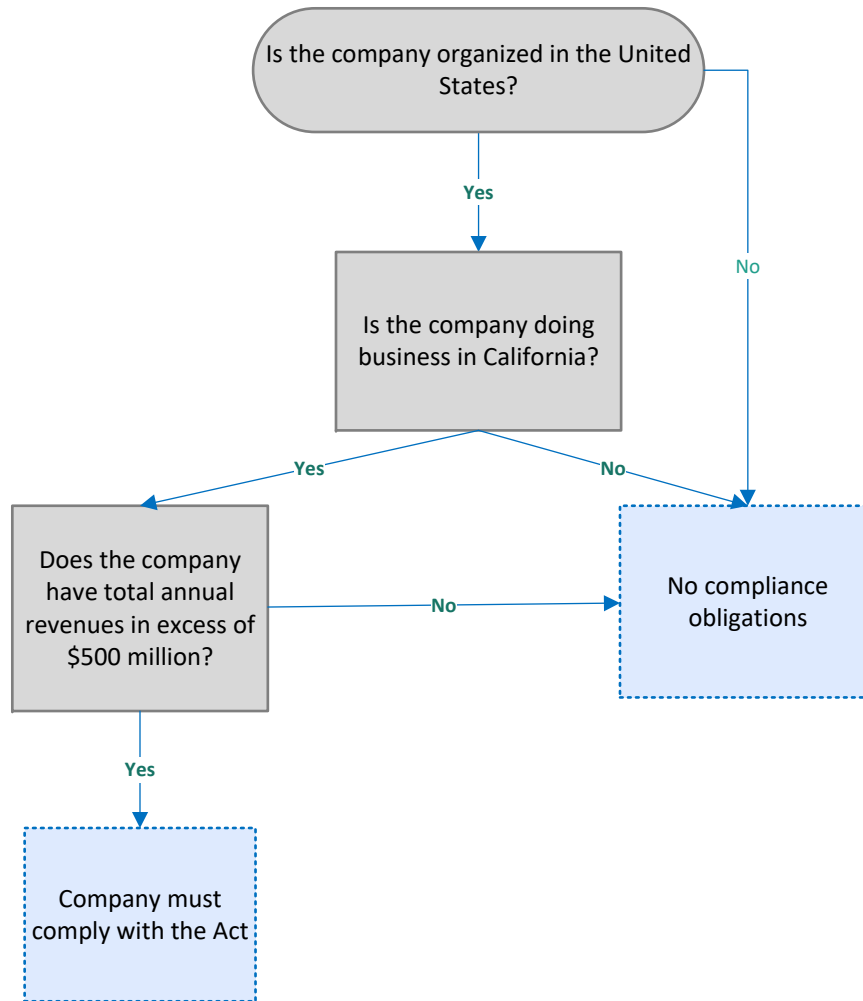 Is the company organized in the United
States?
Yes
No
Is the company doing
business in California?
Yes
No
Does the company
have total annual
revenues in excess of
$500 million?
No
No compliance
obligations
Yes
Company must
comply with the Act